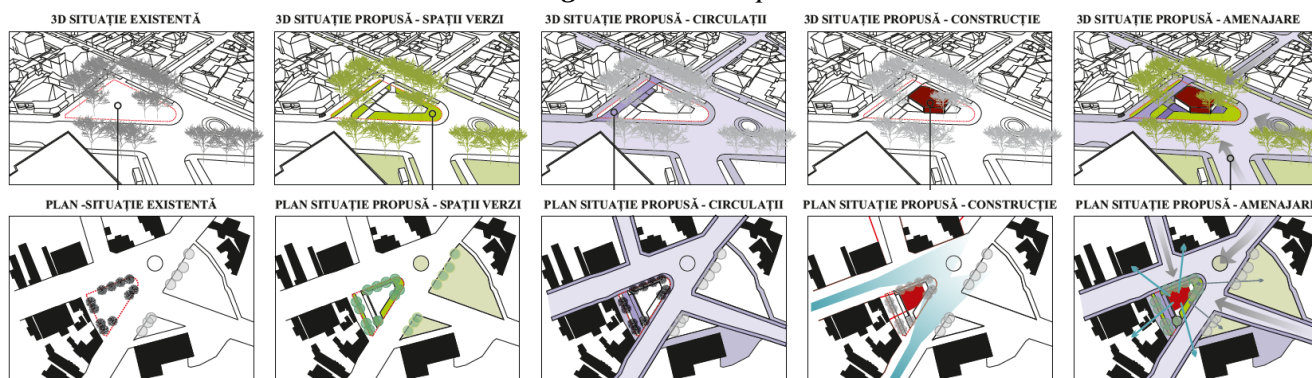 3D SITUAȚIE EXISTENTĂ
3D SITUAȚIE PROPUSĂ - SPAȚII VERZI
3D SITUAȚIE PROPUSĂ - CIRCULAȚII
3D SITUAȚIE PROPUSĂ - CONSTRUCȚIE
3D SITUAȚIE PROPUSĂ - AMENAJARE
PLAN -SITUAȚIE EXISTENTĂ
PLAN SITUAȚIE PROPUSĂ - SPAȚII VERZI
PLAN SITUAȚIE PROPUSĂ - CIRCULAȚII
PLAN SITUAȚIE PROPUSĂ - CONSTRUCȚIE
PLAN SITUAȚIE PROPUSĂ - AMENAJARE